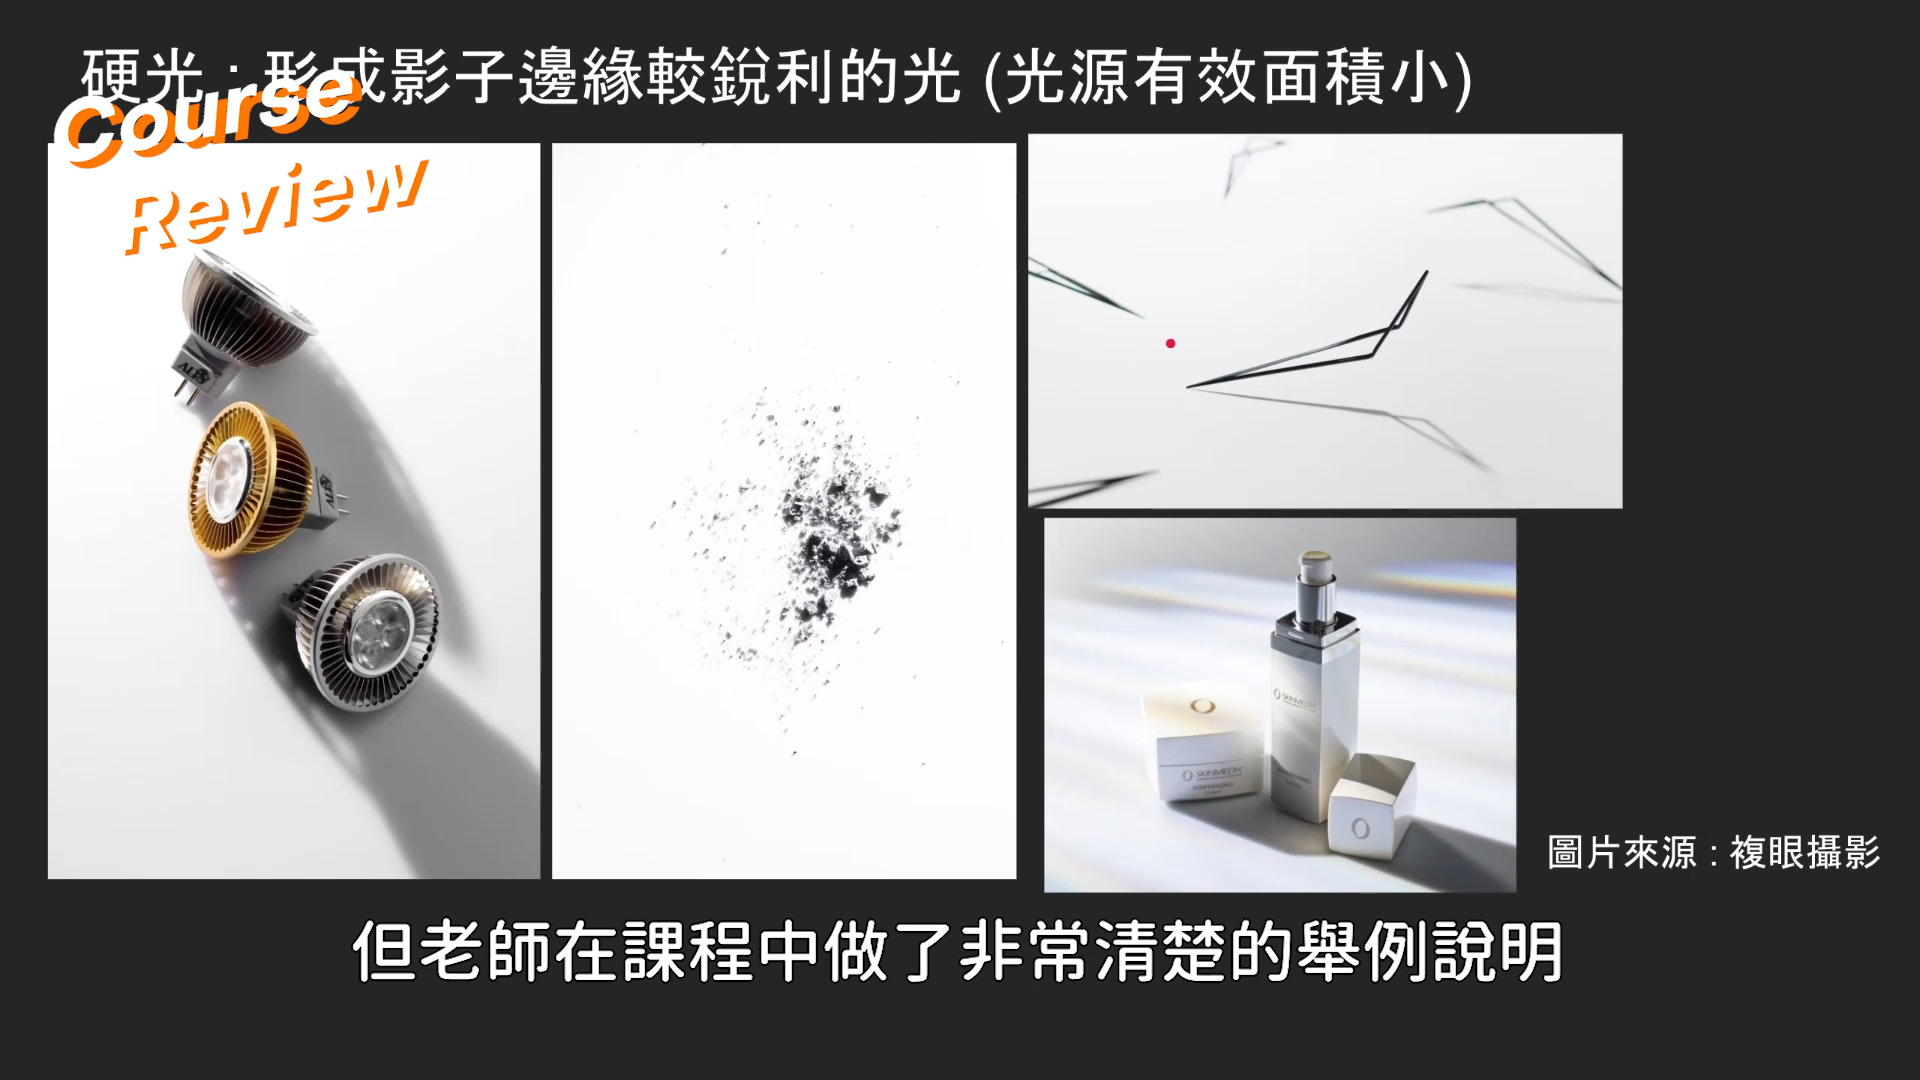 硬光 : 形成影子邊緣較銳利的光 (光源有效面積小)
Course
Review
SKINMEDIX
圖片來源 : 複眼攝影
但老師在課程中做了非常清楚的舉例說明